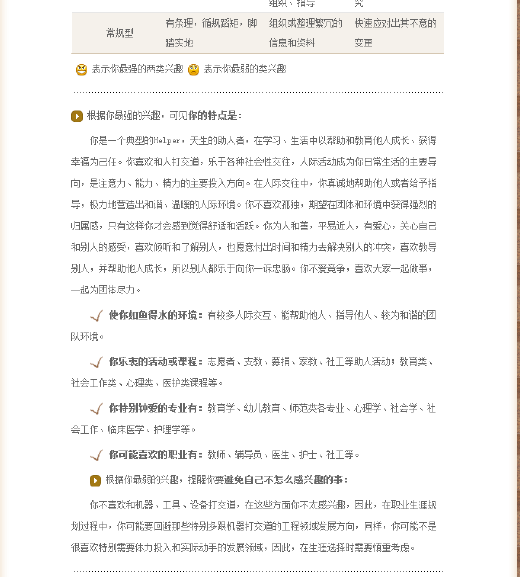 组织、指导
究
常规型
有条理，循规蹈矩，脚
组织或整理繁冗的
快速应对出其不意的
踏实地
信息和资料
变更
表示你最强的两类兴趣 表示你最弱的类兴趣
根据你最强的兴趣，可见你的特点是：
你是一个典型的Helper，天生的助人者，在学习、生活中以帮助和教育他人成长、获得
幸福为己任。你喜欢和人打交道，乐于各种社会性交往，人际活动成为你日常生活的主要导
向，是注意力、能力、精力的主要投入方向。在人际交往中，你真诚地帮助他人或者给予指
导，极力地营造出和谐、温暖的人际环境。你不喜欢孤独，期望在团体和环境中获得强烈的
归属感，只有这样你才会感到觉得舒适和活跃。你为人和善，平易近人，有爱心，关心自己
和别人的感受，喜欢倾听和了解别人，也愿意付出时间和精力去解决别人的冲突，喜欢教导
别人，并帮助他人成长，所以别人都乐于向你一诉忠肠。你不爱竞争，喜欢大家一起做事，
一起为团体尽力。
使你如鱼得水的环境：有较多人际交互、能帮助他人、指导他人、较为和谐的团
队环境。
你乐衷的活动或课程：志愿者、支教、募捐、家教、社工等助人活动；教育类、
社会工作类、心理类、医护类课程等。
你特别钟爱的专业有：教育学、幼儿教育、师范类各专业、心理学、社会学、社
会工作、临床医学、护理学等。
你可能喜欢的职业有：教师、辅导员、医生、护士、社工等。
根据你最弱的兴趣，提醒你要避免自己不怎么感兴趣的事：
你不喜欢和机器、工具、设备打交道，在这些方面你不太感兴趣，因此，在职业生涯规
划过程中，你可能要回避那些特别多跟机器打交道的工程领域发展方向，同样，你可能不是
很喜欢特别需要体力投入和实际动手的发展领域，因此，在生涯选择时需要慎重考虑。